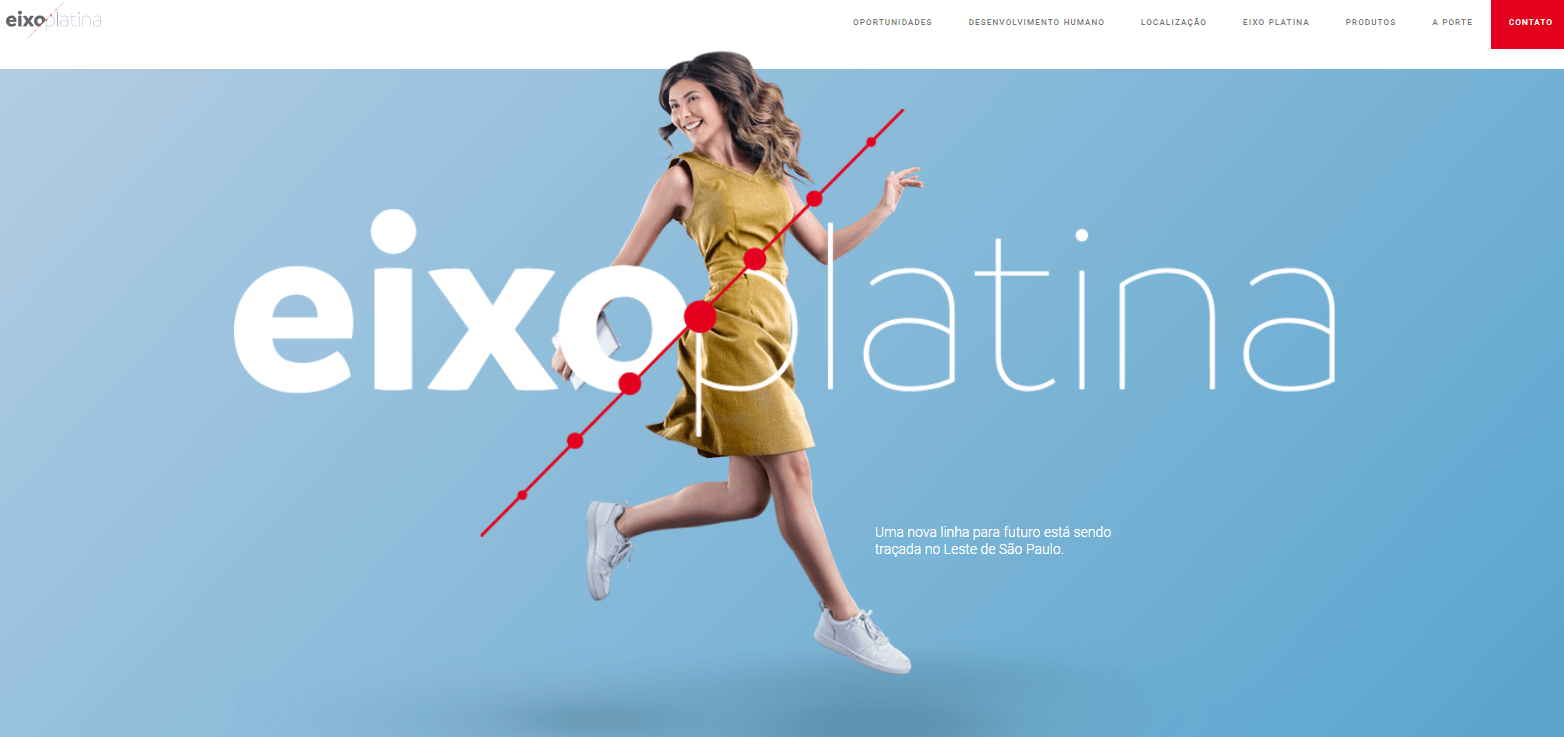 eixoplatina
OPORTUNIDADES
DESENVOLVIMENTO HUMANO
LOCALIZAÇÃO
EIXO PLATINA
PRODUTOS
A PORTE
CONTATO
eixoplatina
Uma nova linha para futuro está sendo
traçada no Leste de São Paulo.